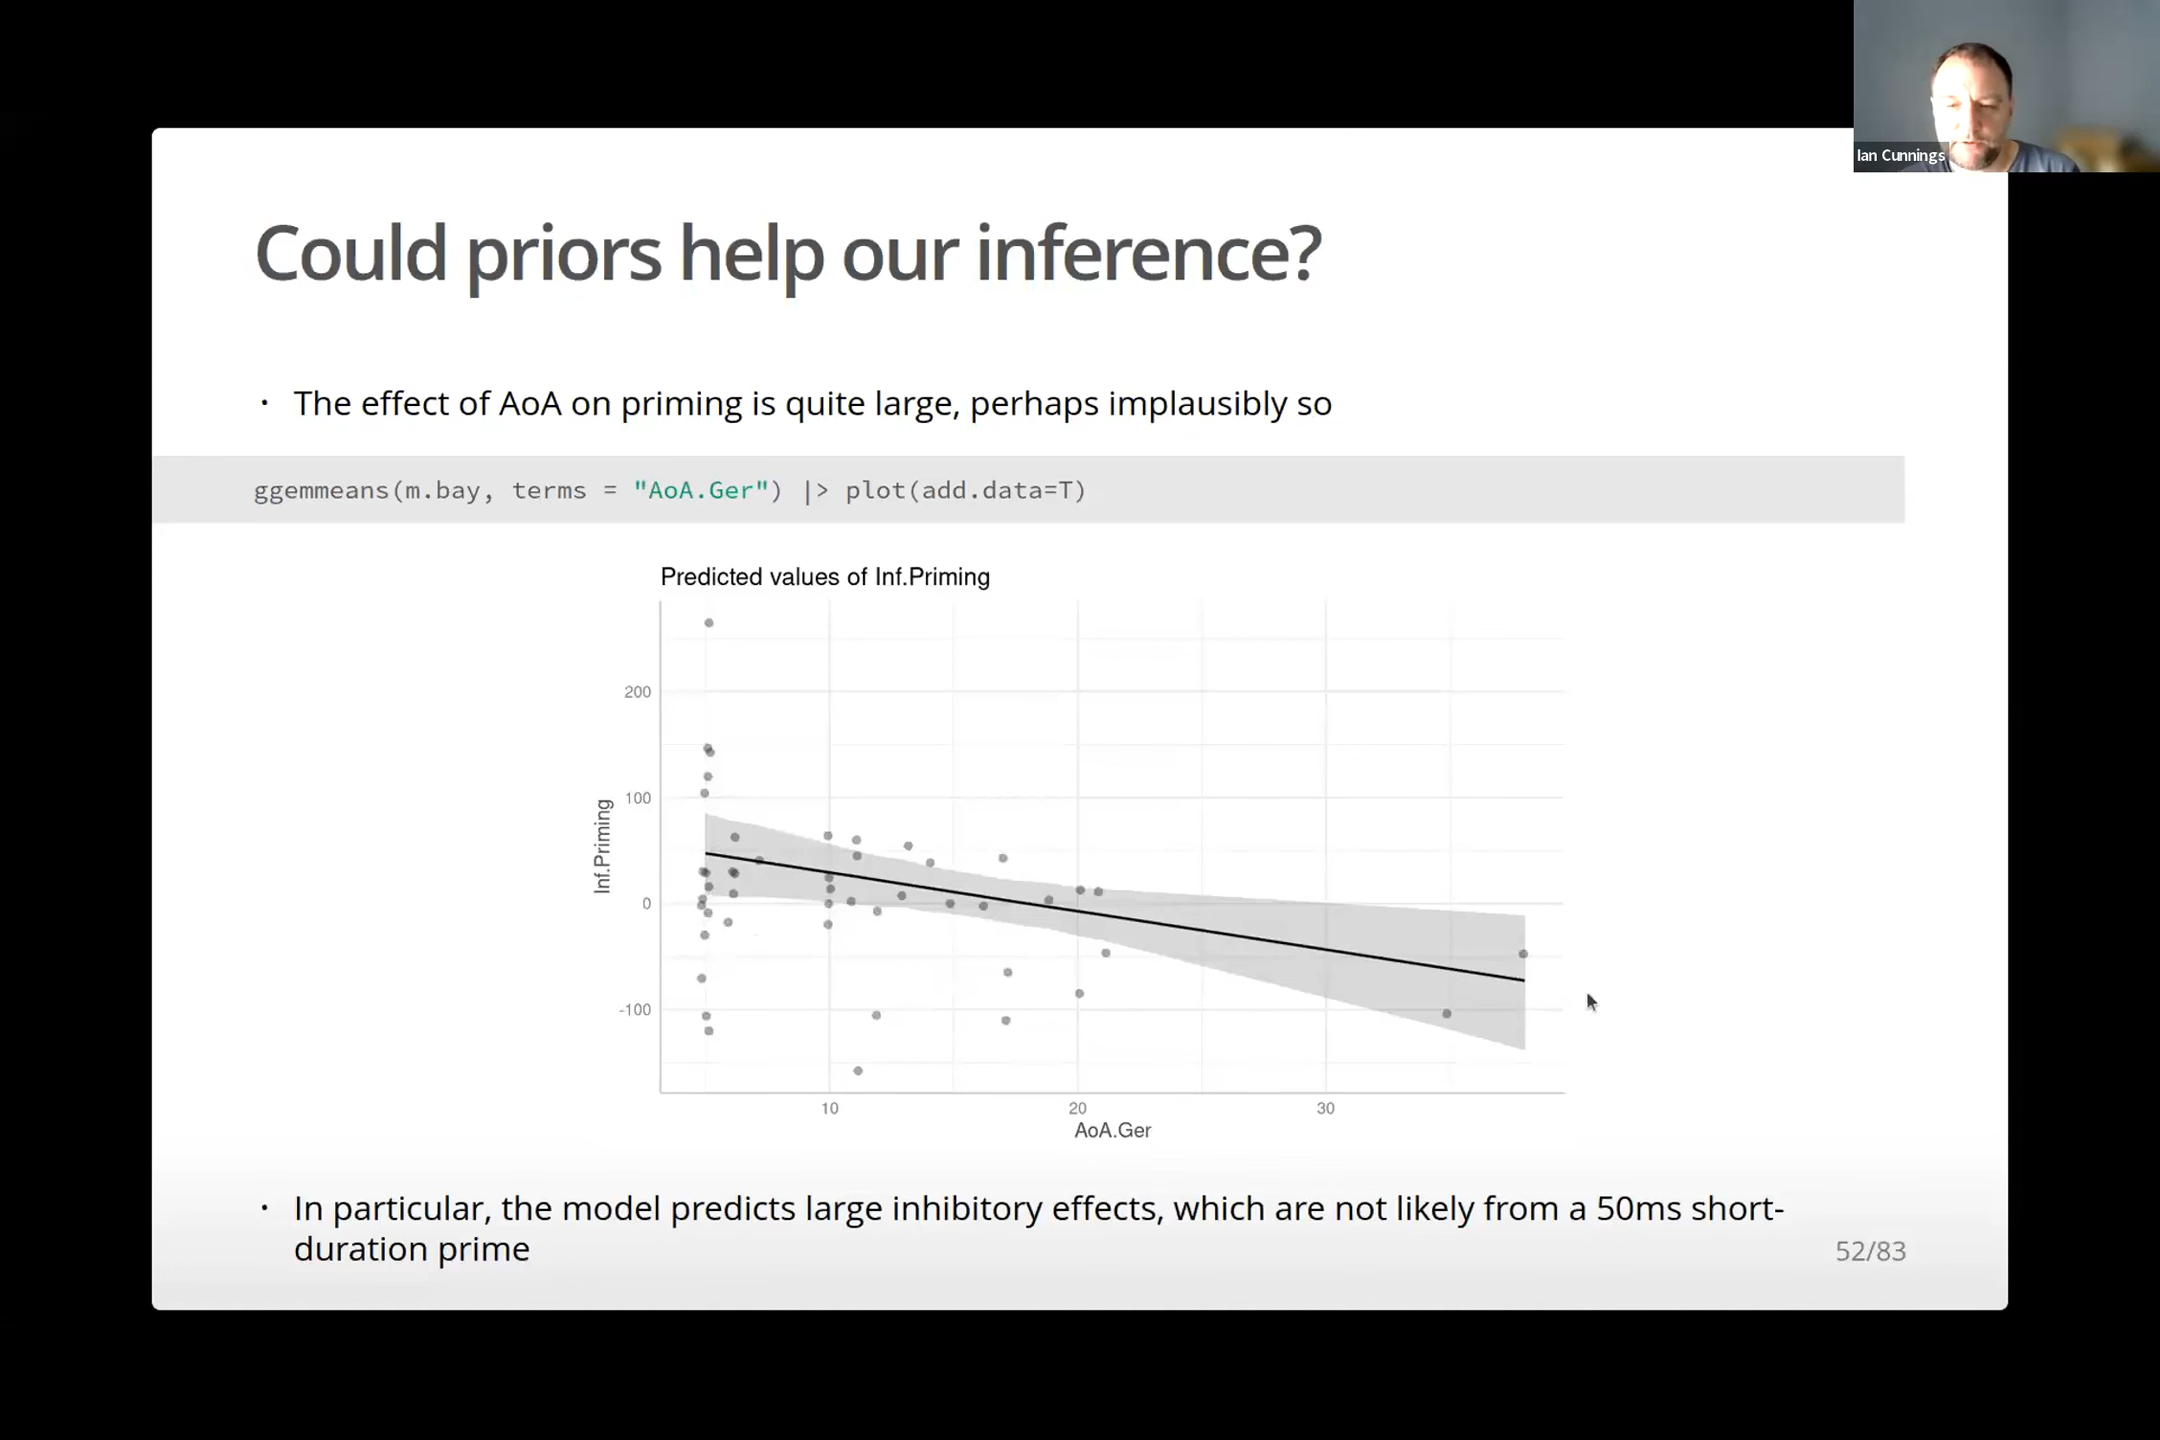 Ian Cunnings
Could priors help our inference?
• The effect of AoA on priming is quite large, perhaps implausibly so
ggemmeans(m.bay, terms = "AoA.Ger") |> plot(add.data=T)
Predicted values of Inf.Priming
200
100
0
-100
Inf.Priming
10 20 30
AoA.Ger
• In particular, the model predicts large inhibitory effects, which are not likely from a 50ms short-
duration prime
52/83